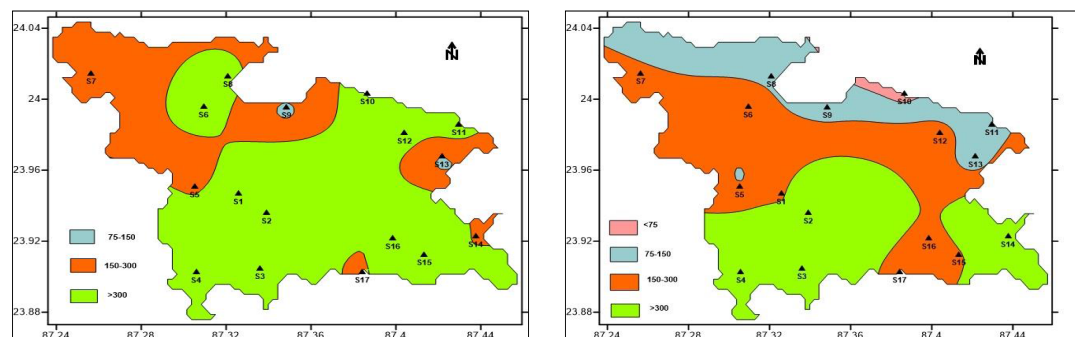 24.04
24
23.96
23.92
23.88
87.24
87.28
87.32
87.36
87.4
87.44
N
S7
S8
S6
S9
S10
S11
S12
S13
S5
S1
S2
S14
S16
S15
S3
S4
S17
75-150
150-300
>300
24.04
24
23.96
23.92
23.88
87.24
87.28
87.32
87.36
87.4
87.44
N
S7
S8
S6
S9
S10
S11
S12
S13
S5
S1
S2
S16
S14
S15
S3
S4
S17
<75
75-150
150-300
>300